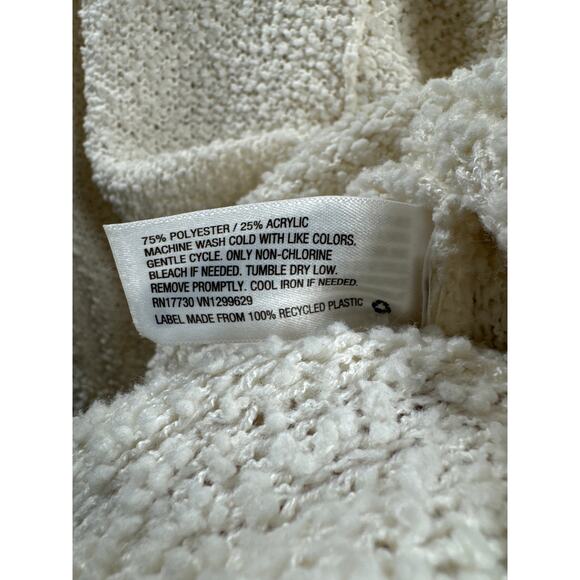 75% POLYESTER / 25% ACRYLIC
MACHINE WASH COLD WITH LIKE COLORS,
GENTLE CYCLE. ONLY NON-CHLORINE
BLEACH IF NEEDED. TUMBLE DRY LOW.
REMOVE PROMPTLY. COOL IRON IF NEEDED.
RN17730 VN1299629
LABEL MADE FROM 100% RECYCLED PLASTIC